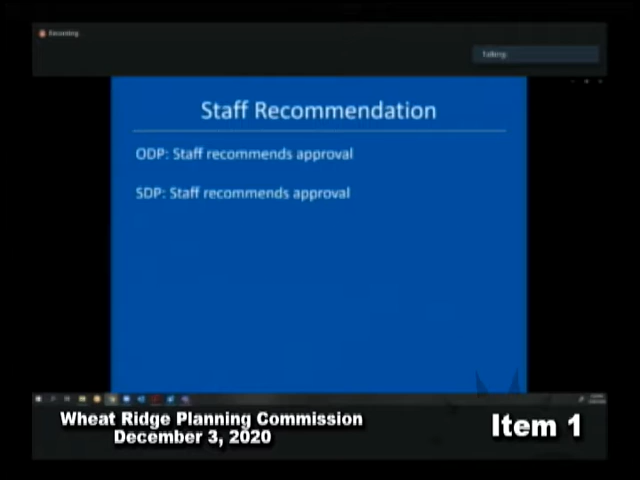 Recording
Talking:
Staff Recommendation
ODP: Staff recommends approval
SDP: Staff recommends approval
Wheat Ridge Planning Commission
December 3, 2020
Item 1